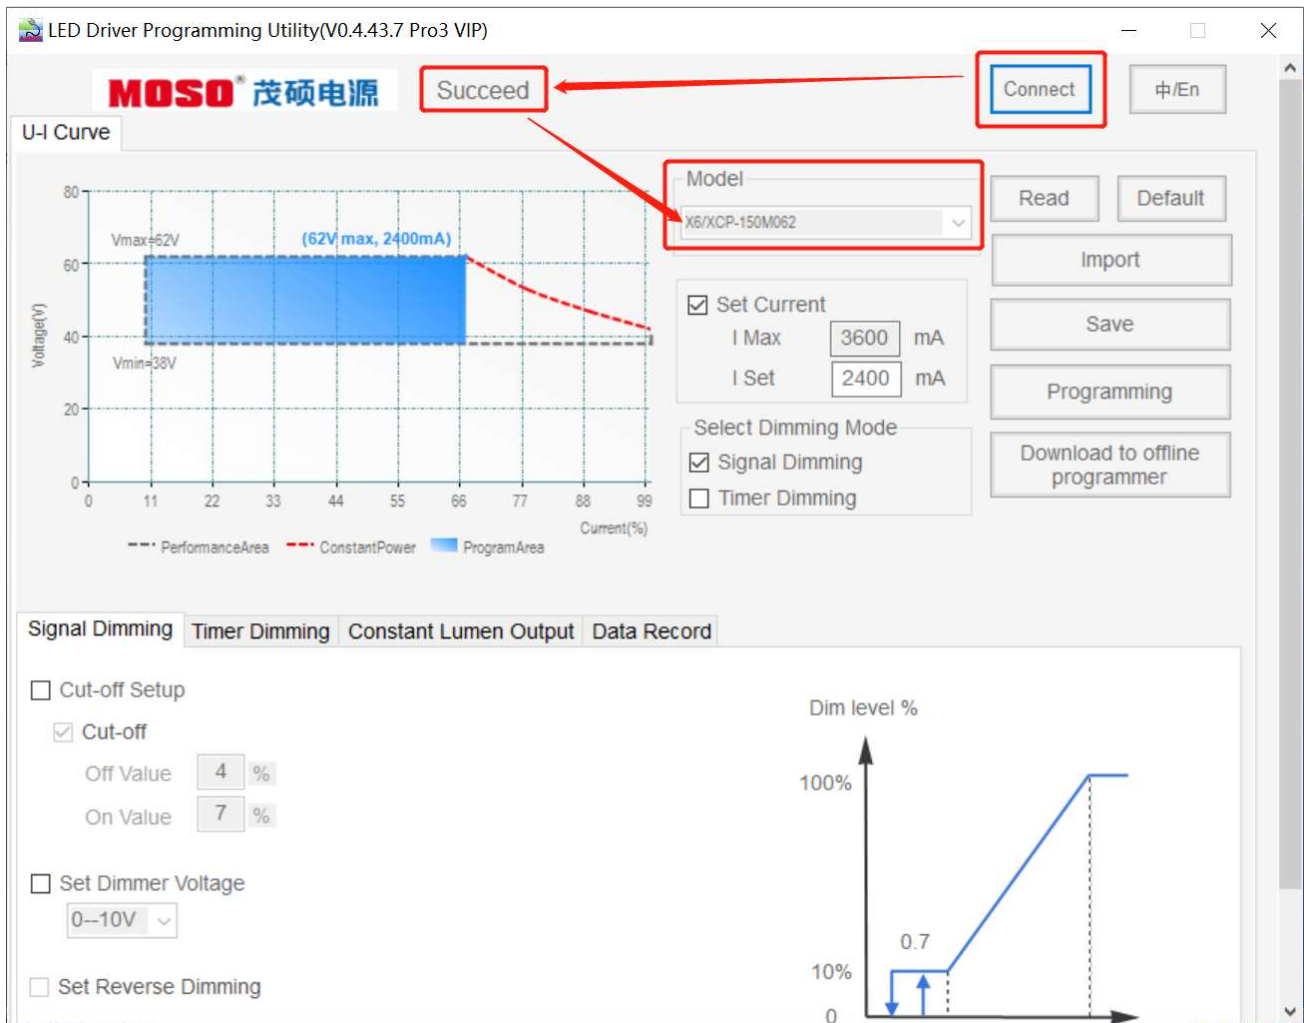 LED Driver Programming Utility(V0.4.43.7 Pro3 VIP)
MOSO® 茂硕电源
Succeed
Connect
中/En
U-I Curve
80
60
40
20
0
Voltage(V)
Vmax=62V
(62V max, 2400mA)
Vmin=38V
0 11 22 33 44 55 66 77 88 99
Current(%)
PerformanceArea ConstantPower ProgramArea
Model
X6/XCP-150M062
Set Current
I Max 3600 mA
I Set 2400 mA
Select Dimming Mode
Signal Dimming
Timer Dimming
Read
Default
Import
Save
Programming
Download to offline
programmer
Signal Dimming Timer Dimming Constant Lumen Output Data Record
Cut-off Setup
Cut-off
Off Value 4 %
On Value 7 %
Set Dimmer Voltage
0--10V
Set Reverse Dimming
Dim level %
100%
0.7
10%
0